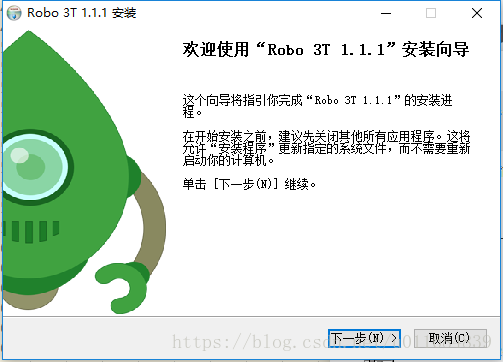 Robo 3T 1.1.1 安装
欢迎使用“Robo 3T 1.1.1”安装向导
这个向导将指引你完成“Robo 3T 1.1.1”的安装进
程。
在开始安装之前，建议先关闭其他所有应用程序。这将
允许“安装程序”更新指定的系统文件，而不需要重新
启动你的计算机。
单击 [下一步(N)] 继续。
下一步(N) >
取消(C)
https://blog.cs